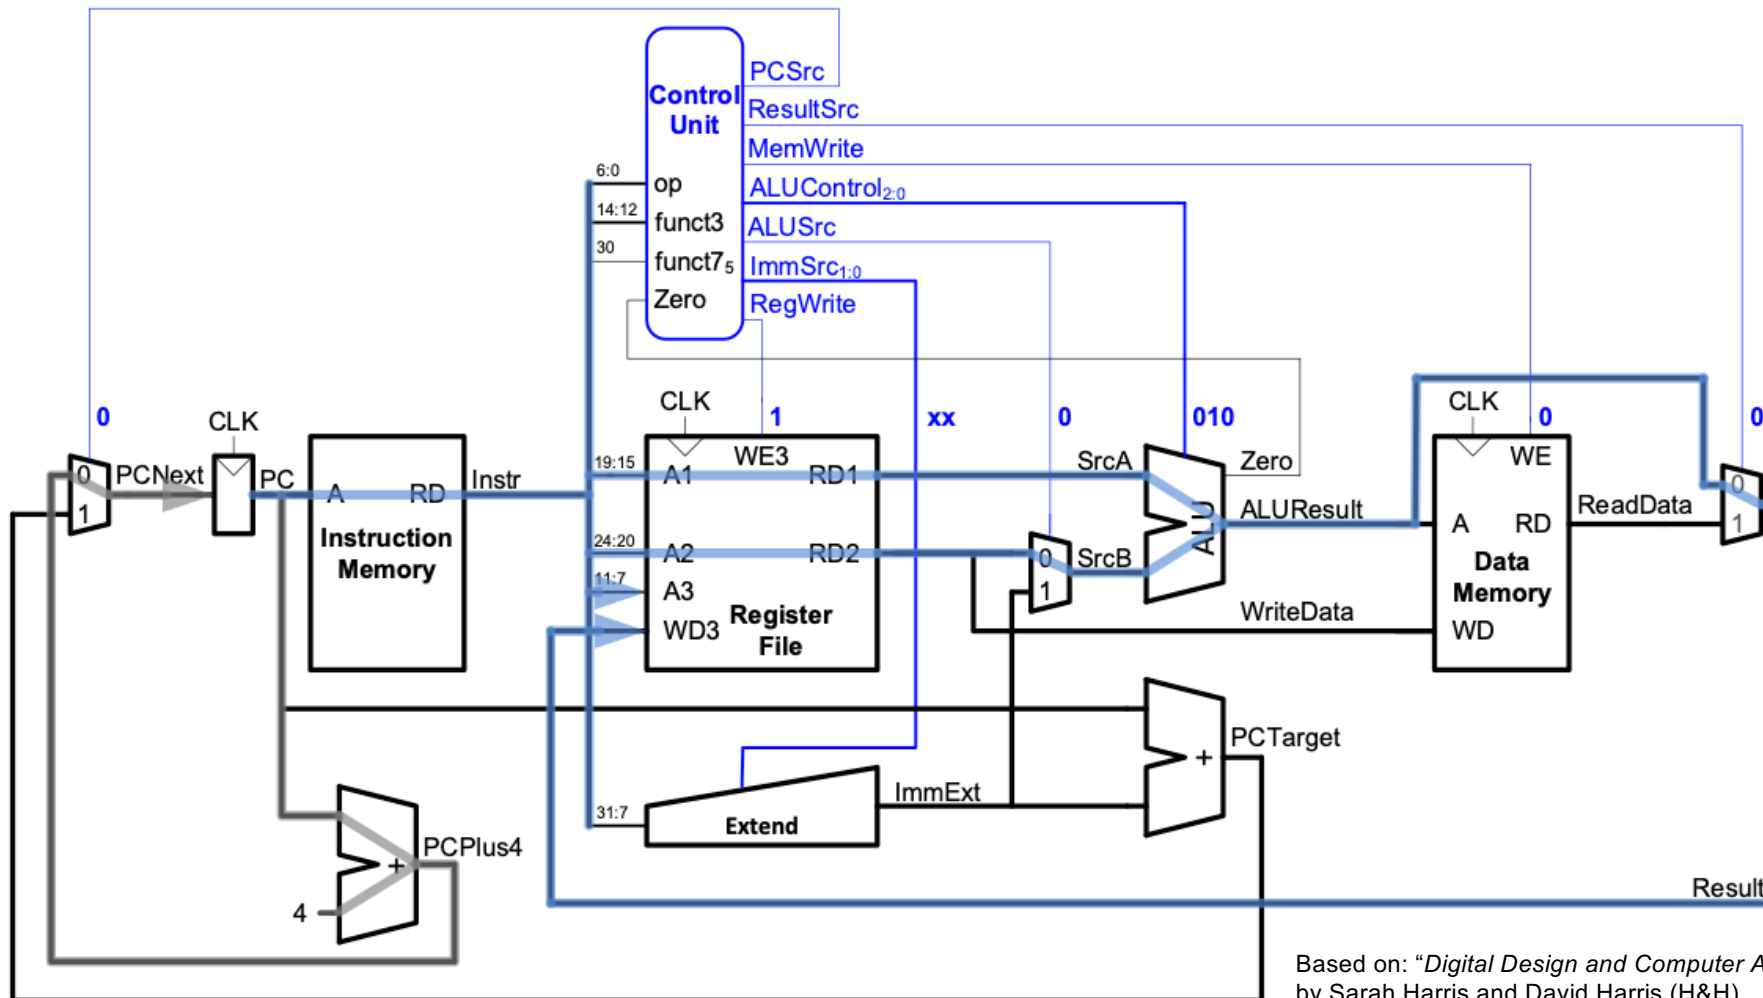 PCSrc
Control
Unit
ResultSrc
MemWrite
6:0
op
ALUControl2:0
14:12
funct3
ALUSrc
30
funct75
ImmSrc1:0
Zero
RegWrite
0
CLK
CLK
1
xx
0
010
CLK
0
0
0
1
PCNext
PC
A
RD
Instr
Instruction
Memory
19:15
A1
WE3
RD1
24:20
A2
RD2
11:7
A3
WD3
Register
File
SrcA
0
1
SrcB
ALU
Zero
ALUResult
WE
A
RD
Data
Memory
WD
WriteData
ReadData
0
1
PCTarget
+
ImmExt
31:7
Extend
PCPlus4
+
4
Result
Based on: “Digital Design and Computer A
by Sarah Harris and David Harris (H&H)